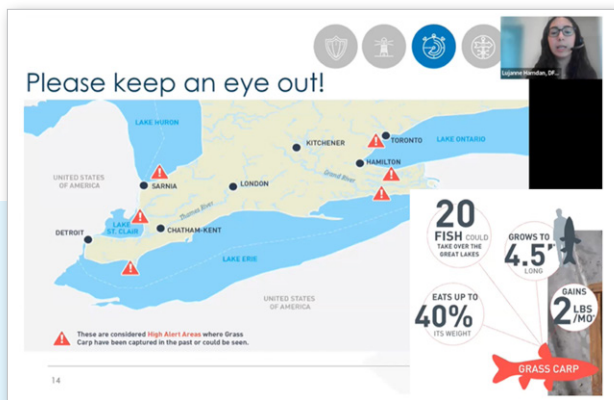 Lujanne Hamdan, DF...
Please keep an eye out!
LAKE HURON
KITCHENER
TORONTO
LAKE ONTARIO
HAMILTON
UNITED STATES
OF AMERICA
SARNIA
LONDON
Grand River
Thames River
LAKE
ST. CLAIR
CHATHAM-KENT
DETROIT
LAKE ERIE
UNITED STATES
OF AMERICA
These are considered High Alert Areas where Grass
Carp have been captured in the past or could be seen.
14
20
FISH COULD
TAKE OVER THE
GREAT LAKES
GROWS TO
4.5'*
LONG
EATS UP TO
40%
ITS WEIGHT
GAINS
2 LBS
/MO*
GRASS CARP